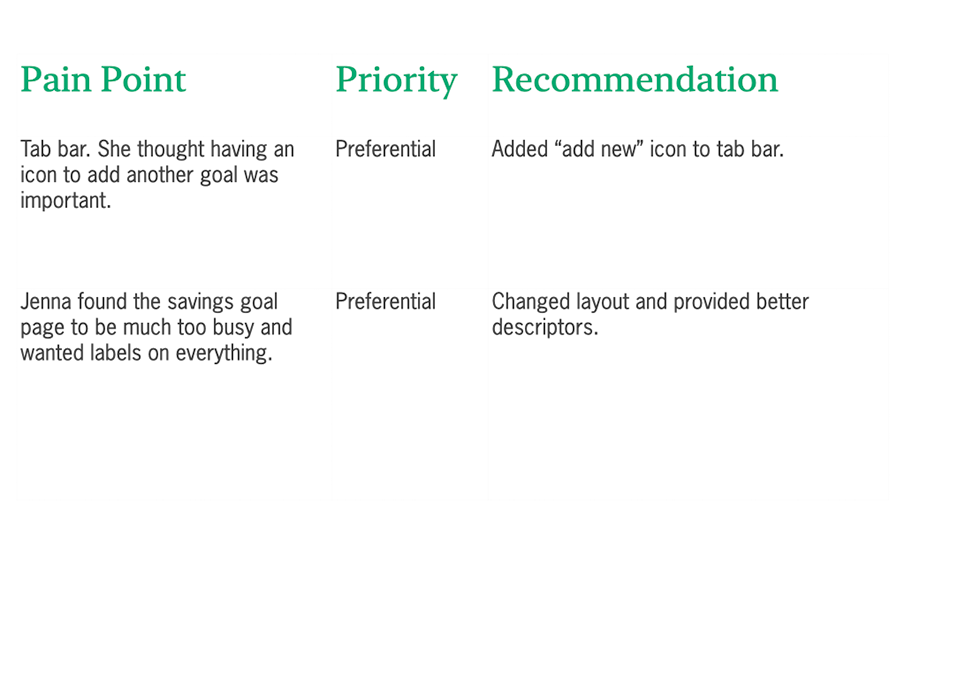 Pain Point
Priority
Recommendation
Tab bar. She thought having an
icon to add another goal was
important.
Preferential
Added “add new” icon to tab bar.
Jenna found the savings goal
page to be much too busy and
wanted labels on everything.
Preferential
Changed layout and provided better
descriptors.